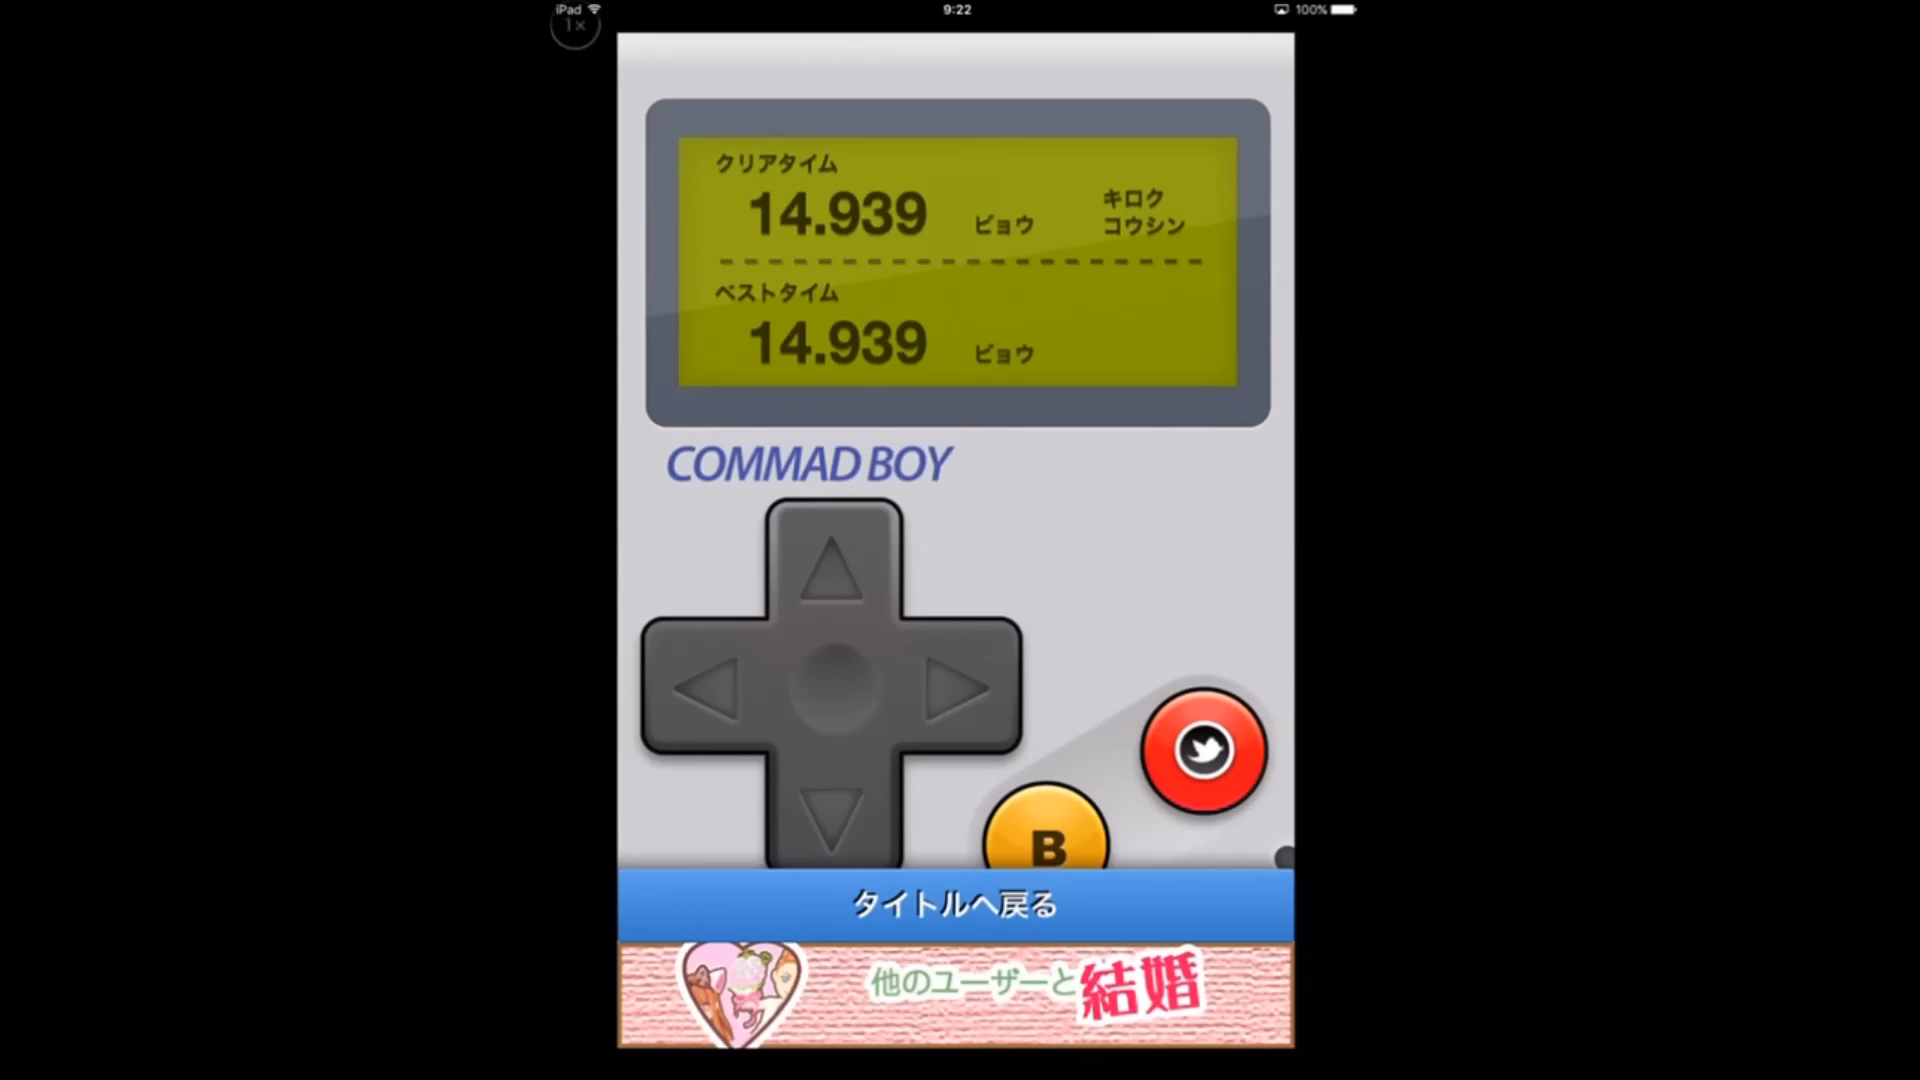 iPad 9:22 100%
1×
クリアタイム
14.939 ビョウ
キロク
コウシン
ベストタイム
14.939 ビョウ
COMMAD BOY
B
タイトルへ戻る
他のユーザーと結婚